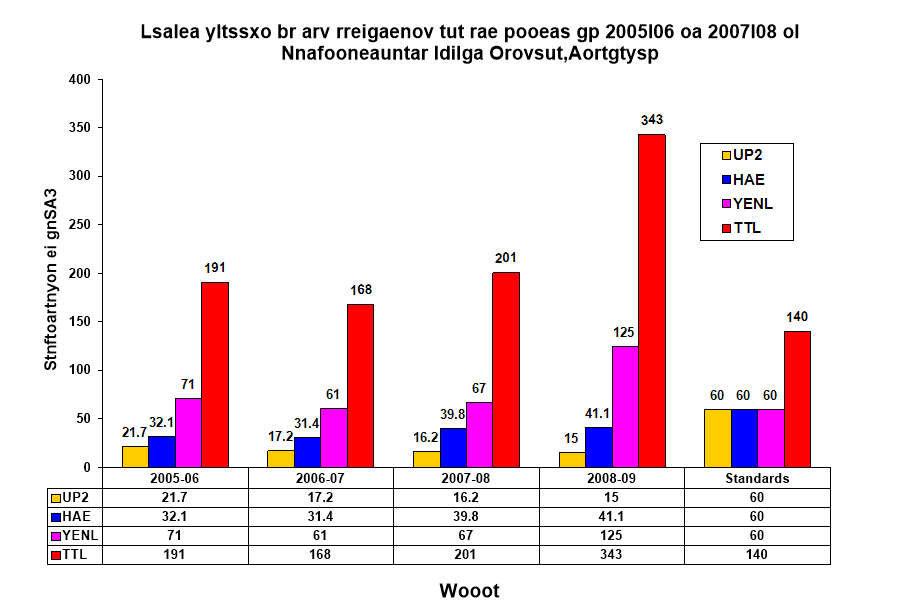 Lsalea yltssxo br arv rreigaenov tut rae pooeas gp 2005I06 oa 2007I08 ol
Nnafooneauntar Idilga Orovsut,Aortgtysp
Stnftoartnyon ei gnSA3
400
350
300
250
200
150
100
50
0
21.7 32.1 71 191
17.2 31.4 61 168
16.2 39.8 67 201
15 41.1 125 343
60 60 60 140
UP2
HAE
YENL
TTL
2005-06 2006-07 2007-08 2008-09 Standards
UP2 21.7 17.2 16.2 15 60
HAE 32.1 31.4 39.8 41.1 60
YENL 71 61 67 125 60
TTL 191 168 201 343 140
Wooot